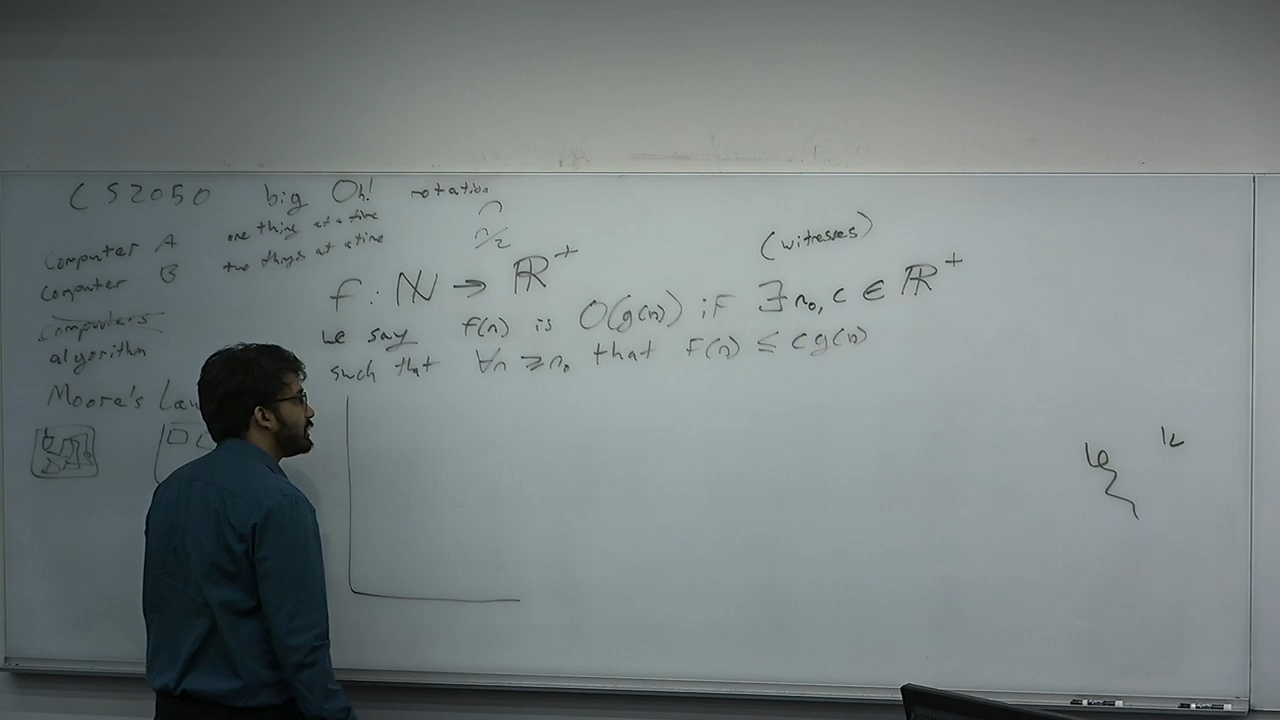 CS2050 big Oh! notation
Computer A one thing at a time
Computer B two things at a time
n
n/2
computers
algorithm
Moore's Law
(witnesses)
f : ℕ → ℝ⁺
we say f(n) is O(g(n)) if ∃ n₀, c ∈ ℝ⁺
such that ∀n ≥ n₀ that f(n) ≤ c g(n)